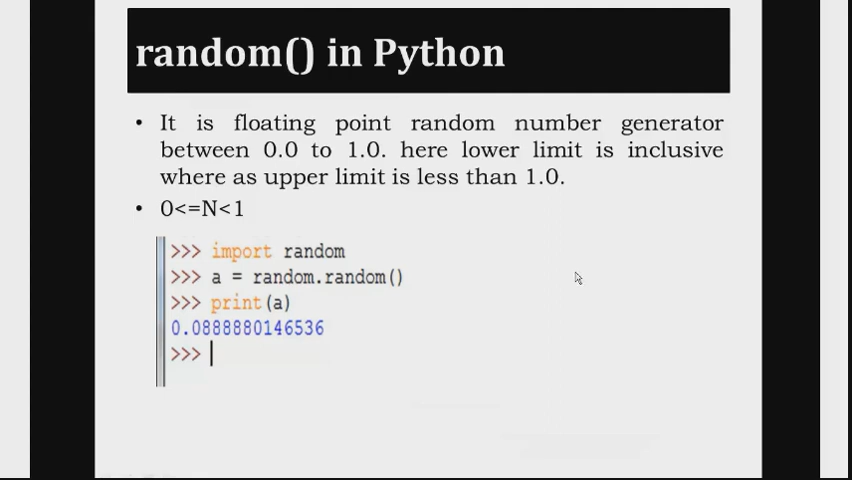 random() in Python
• It is floating point random number generator
between 0.0 to 1.0. here lower limit is inclusive
where as upper limit is less than 1.0.
• 0<=N<1
>>> import random
>>> a = random.random()
>>> print(a)
0.0888880146536
>>>